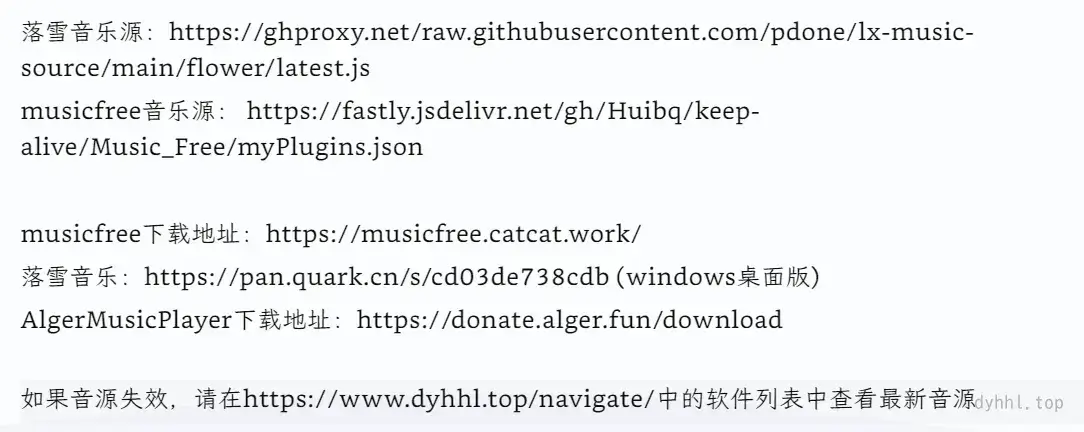 落雪音乐源：https://ghproxy.net/raw.githubusercontent.com/pdone/lx-music-
source/main/flower/latest.js
musicfree音乐源： https://fastly.jsdelivr.net/gh/Huibq/keep-
alive/Music_Free/myPlugins.json
musicfree下载地址：https://musicfree.catcat.work/
落雪音乐：https://pan.quark.cn/s/cd03de738cdb (windows桌面版)
AlgerMusicPlayer下载地址：https://donate.alger.fun/download
如果音源失效，请在https://www.dyhhl.top/navigate/中的软件列表中查看最新音源
dyhhl.top